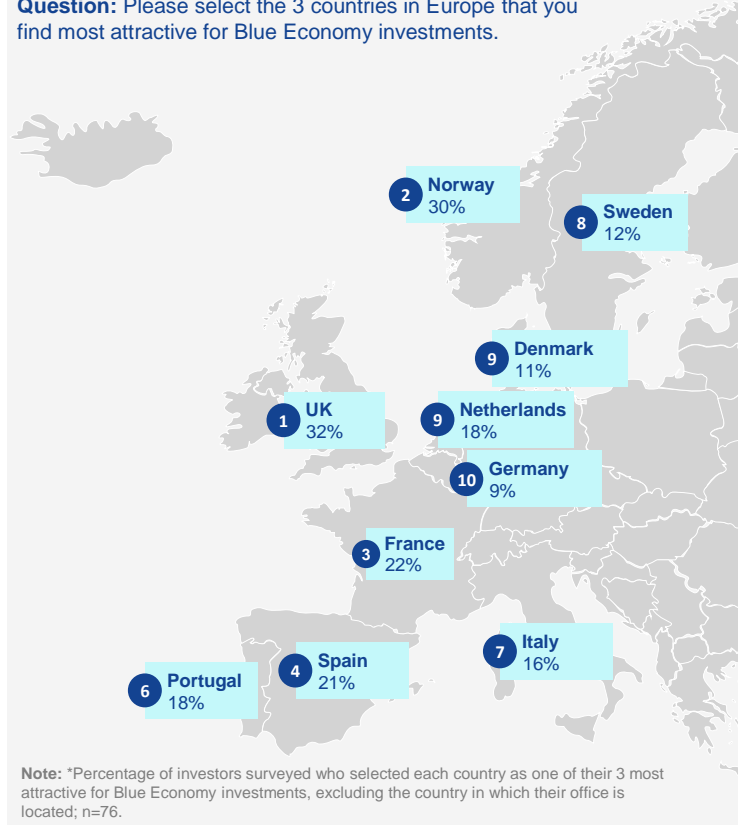 Question: Please select the 3 countries in Europe that you
find most attractive for Blue Economy investments.
2
Norway
30%
8
Sweden
12%
9
Denmark
11%
1
UK
32%
9
Netherlands
18%
10
Germany
9%
3
France
22%
7
Italy
16%
4
Spain
21%
6
Portugal
18%
Note: *Percentage of investors surveyed who selected each country as one of their 3 most
attractive for Blue Economy investments, excluding the country in which their office is
located; n=76.